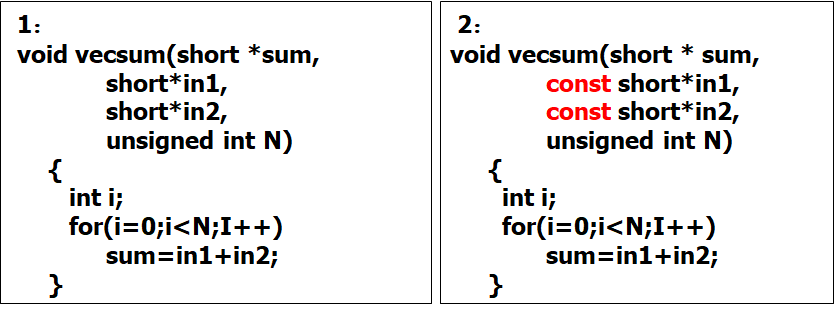 1：
void vecsum(short *sum,
short*in1,
short*in2,
unsigned int N)
{
int i;
for(i=0;i<N;I++)
sum=in1+in2;
}
2：
void vecsum(short * sum,
const short*in1,
const short*in2,
unsigned int N)
{
int i;
for(i=0;i<N;I++)
sum=in1+in2;
}